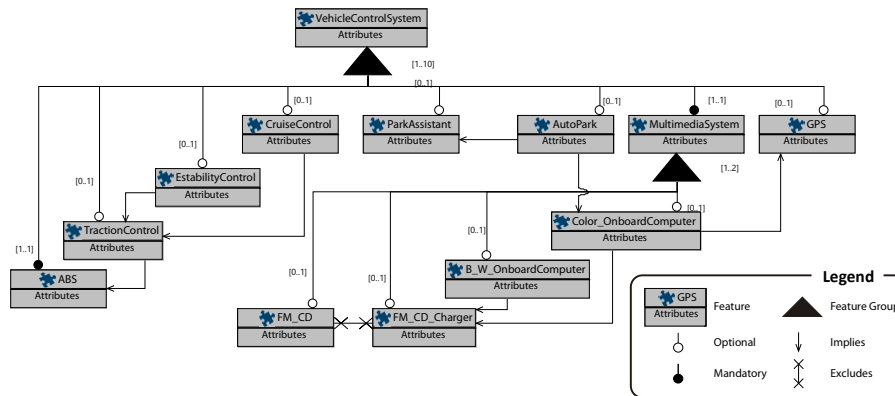 VehicleControlSystem
Attributes
[1..10]
[0..1]
[0..1]
[0..1]
[1..1]
[0..1]
CruiseControl
Attributes
ParkAssistant
Attributes
AutoPark
Attributes
MultimediaSystem
Attributes
GPS
Attributes
[0..1]
[1..2]
EstabilityControl
Attributes
[0..1]
[0..1]
TractionControl
Attributes
Color_OnboardComputer
Attributes
[1..1]
[0..1]
ABS
Attributes
[0..1]
[0..1]
B_W_OnboardComputer
Attributes
FM_CD
Attributes
FM_CD_Charger
Attributes
Legend
GPS
Attributes
Feature
Feature Group
Optional
Implies
Mandatory
Excludes